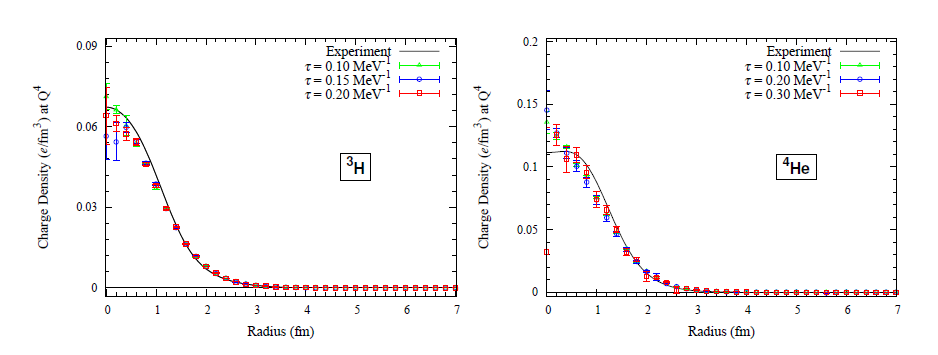 0.09
0.06
0.03
0
0 1 2 3 4 5 6 7
Charge Density (e/fm³) at Q⁴
Radius (fm)
Experiment
τ = 0.10 MeV⁻¹
τ = 0.15 MeV⁻¹
τ = 0.20 MeV⁻¹
³H
0.2
0.15
0.1
0.05
0
0 1 2 3 4 5 6 7
Charge Density (e/fm³) at Q⁴
Radius (fm)
Experiment
τ = 0.10 MeV⁻¹
τ = 0.20 MeV⁻¹
τ = 0.30 MeV⁻¹
⁴He